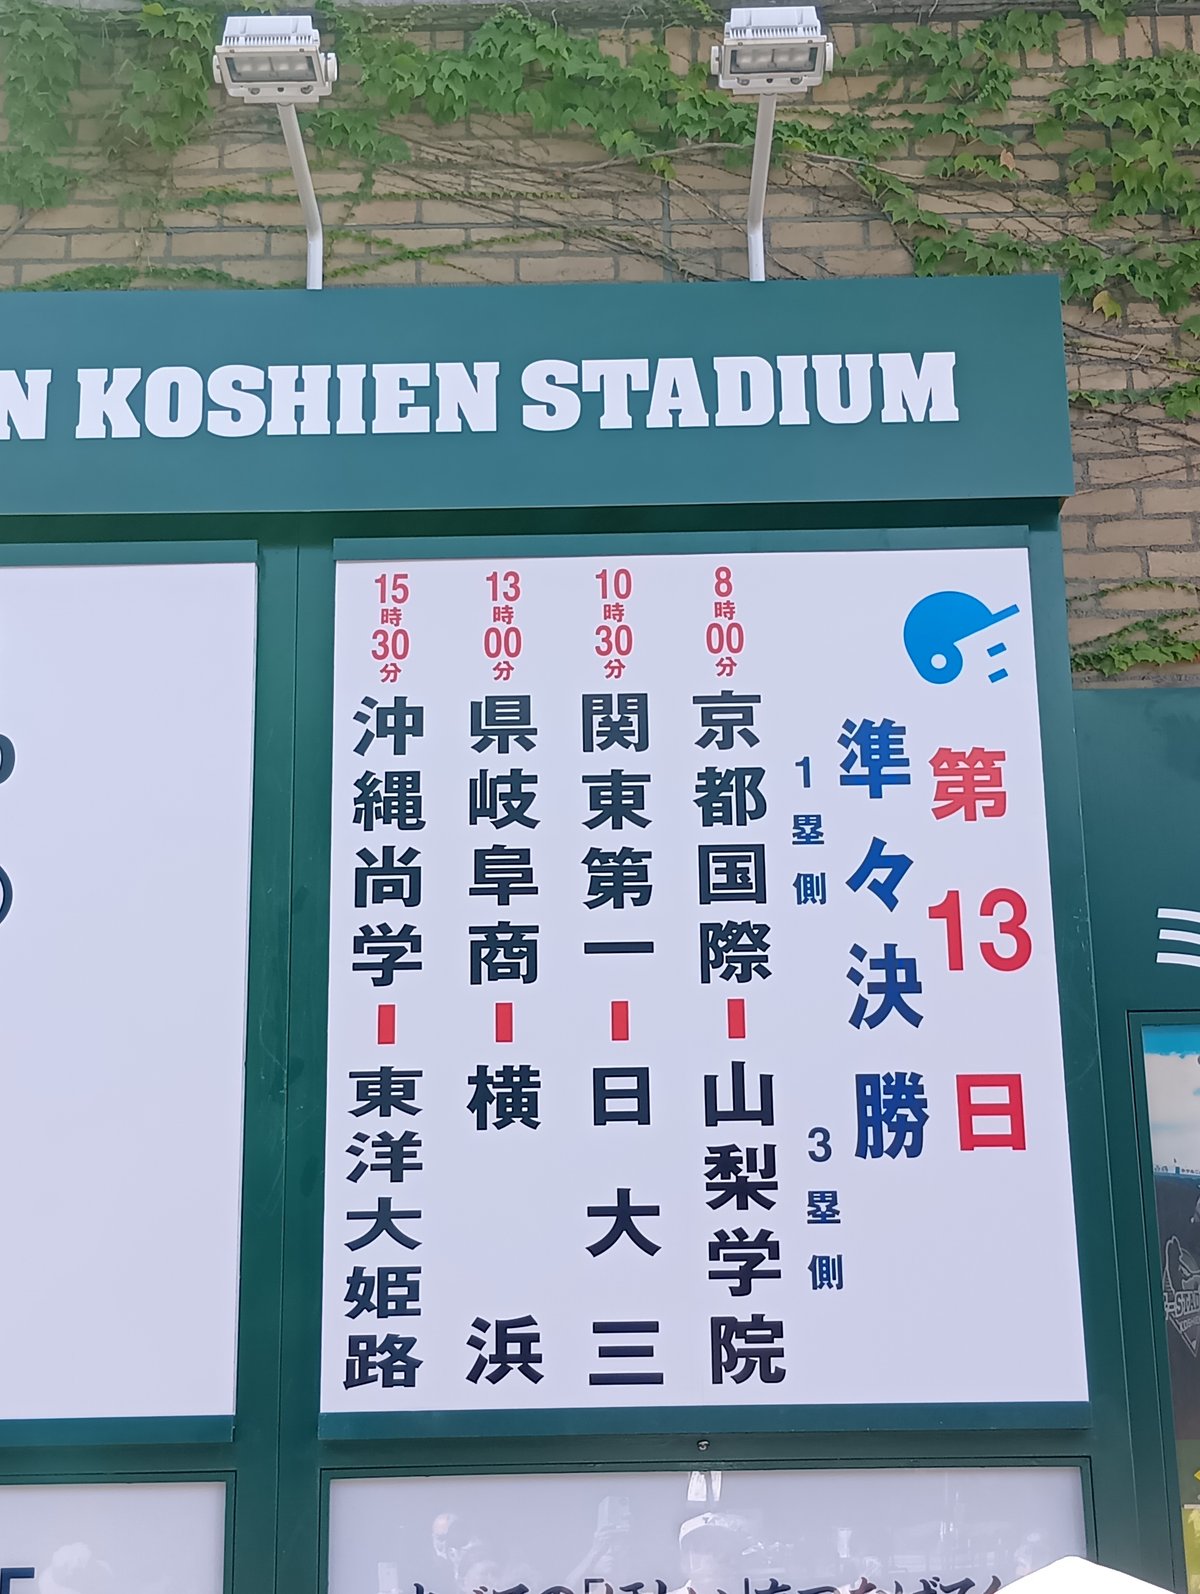 N KOSHIEN STADIUM
第13日
準々決勝
1塁側 3塁側
8時00分 京都国際-山梨学院
10時30分 関東第一-日大三
13時00分 県岐阜商-横浜
15時30分 沖縄尚学-東洋大姫路